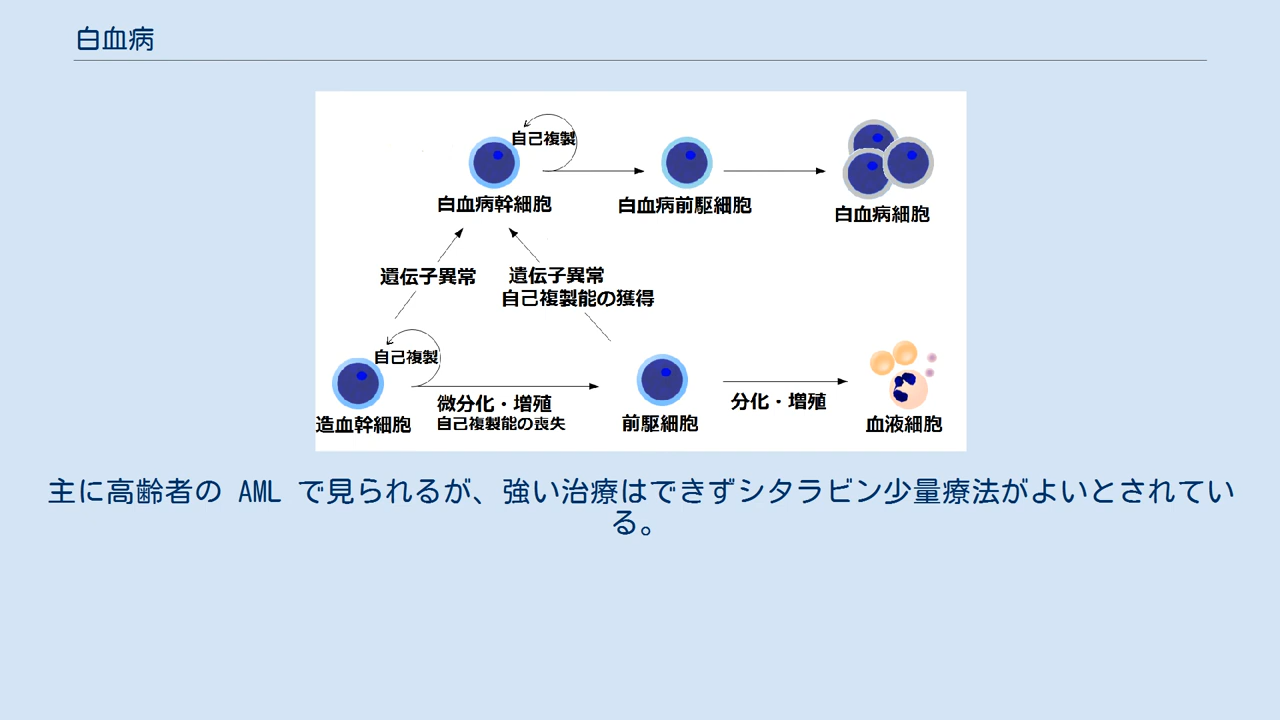 白血病
自己複製
白血病幹細胞
白血病前駆細胞
白血病細胞
遺伝子異常
遺伝子異常
自己複製能の獲得
自己複製
造血幹細胞
微分化・増殖
自己複製能の喪失
前駆細胞
分化・増殖
血液細胞
主に高齢者の AML で見られるが、強い治療はできずシタラビン少量療法がよいとされてい
る。